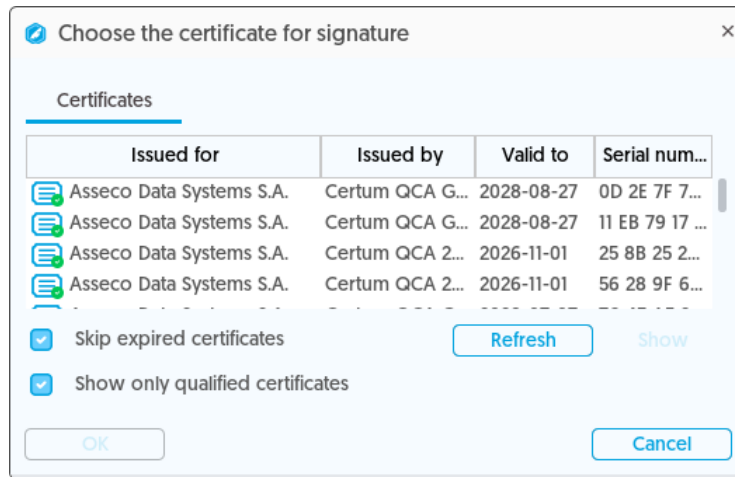 Choose the certificate for signature
Certificates
Issued for Issued by Valid to Serial num...
Asseco Data Systems S.A. Certum QCA G... 2028-08-27 0D 2E 7F 7...
Asseco Data Systems S.A. Certum QCA G... 2028-08-27 11 EB 79 17 ...
Asseco Data Systems S.A. Certum QCA 2... 2026-11-01 25 8B 25 2...
Asseco Data Systems S.A. Certum QCA 2... 2026-11-01 56 28 9F 6...
Skip expired certificates Refresh Show
Show only qualified certificates
OK Cancel